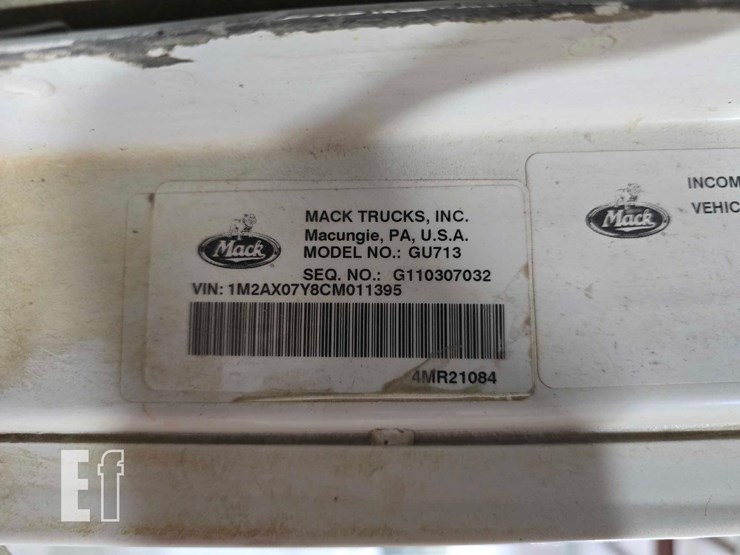 Mack
MACK TRUCKS, INC.
Macungie, PA, U.S.A.
MODEL NO.: GU713
SEQ. NO.: G110307032
VIN: 1M2AX07Y8CM011395
4MR21084
Mack
INCOM
VEHIC
Ef